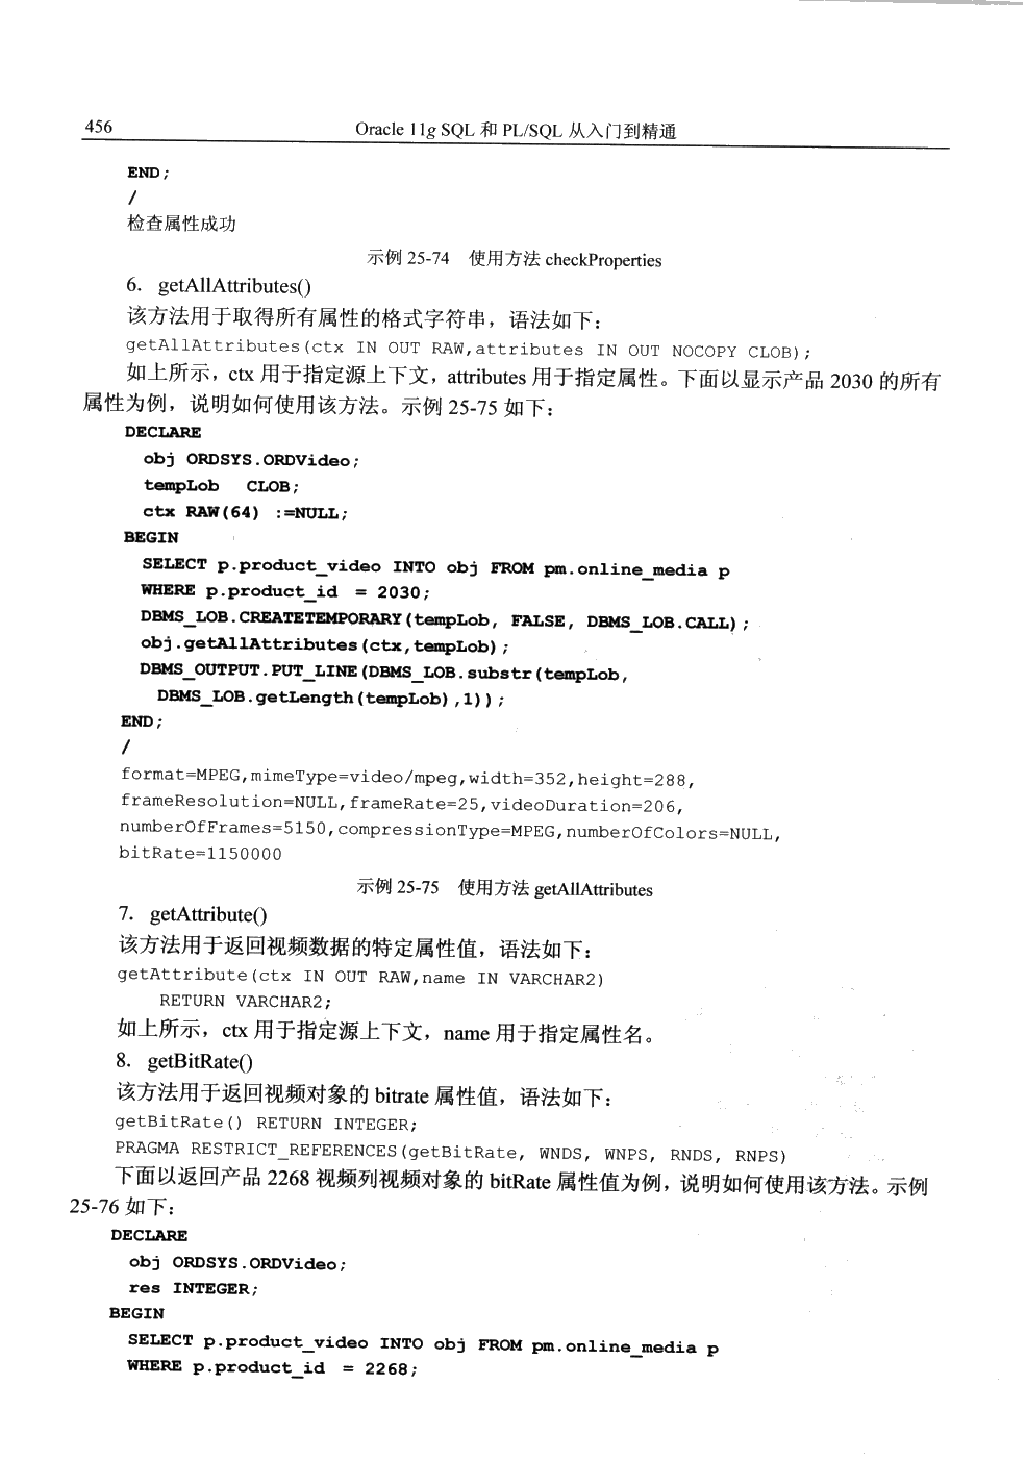 456
Oracle 11g SQL 和 PL/SQL 从入门到精通
END;
/
检查属性成功
示例 25-74 使用方法 checkProperties
6．getAllAttributes()
该方法用于取得所有属性的格式字符串，语法如下：
getAllAttributes(ctx IN OUT RAW,attributes IN OUT NOCOPY CLOB);
如上所示，ctx 用于指定源上下文，attributes 用于指定属性。下面以显示产品 2030 的所有
属性为例，说明如何使用该方法。示例 25-75 如下：
DECLARE
obj ORDSYS.ORDVideo;
tempLob CLOB;
ctx RAW(64) :=NULL;
BEGIN
SELECT p.product_video INTO obj FROM pm.online_media p
WHERE p.product_id = 2030;
DBMS_LOB.CREATETEMPORARY(tempLob, FALSE, DBMS_LOB.CALL);
obj.getAllAttributes(ctx,tempLob);
DBMS_OUTPUT.PUT_LINE(DBMS_LOB.substr(tempLob,
DBMS_LOB.getLength(tempLob),1));
END;
/
format=MPEG,mimeType=video/mpeg,width=352,height=288,
frameResolution=NULL,frameRate=25,videoDuration=206,
numberOfFrames=5150,compressionType=MPEG,numberOfColors=NULL,
bitRate=1150000
示例 25-75 使用方法 getAllAttributes
7．getAttribute()
该方法用于返回视频数据的特定属性值，语法如下：
getAttribute(ctx IN OUT RAW,name IN VARCHAR2)
RETURN VARCHAR2;
如上所示，ctx 用于指定源上下文，name 用于指定属性名。
8．getBitRate()
该方法用于返回视频对象的 bitrate 属性值，语法如下：
getBitRate() RETURN INTEGER;
PRAGMA RESTRICT_REFERENCES(getBitRate, WNDS, WNPS, RNDS, RNPS)
下面以返回产品 2268 视频列视频对象的 bitRate 属性值为例，说明如何使用该方法。示例
25-76 如下：
DECLARE
obj ORDSYS.ORDVideo;
res INTEGER;
BEGIN
SELECT p.product_video INTO obj FROM pm.online_media p
WHERE p.product_id = 2268;